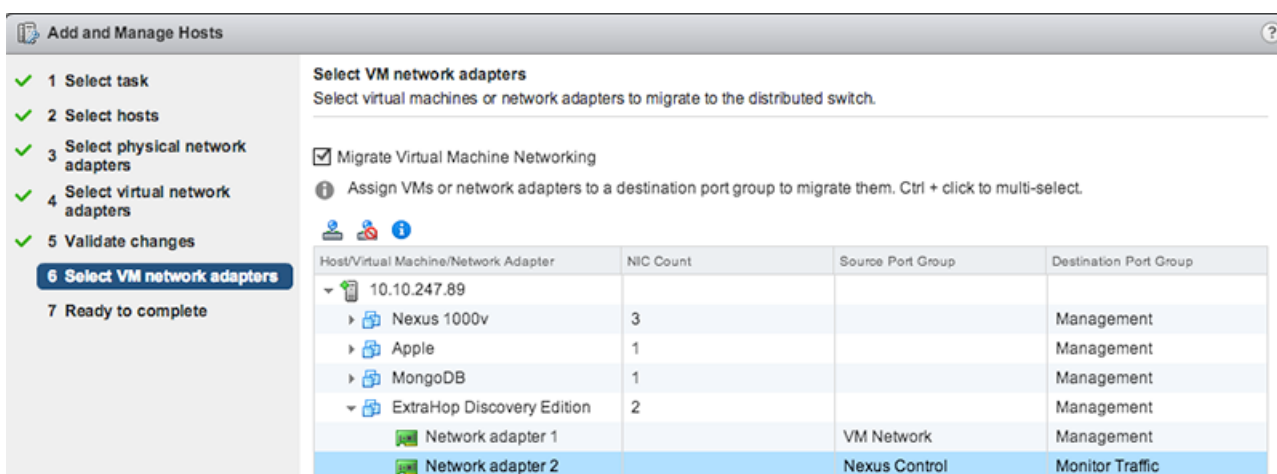 Add and Manage Hosts
?
1 Select task
2 Select hosts
3 Select physical network
adapters
4 Select virtual network
adapters
5 Validate changes
6 Select VM network adapters
7 Ready to complete
Select VM network adapters
Select virtual machines or network adapters to migrate to the distributed switch.
Migrate Virtual Machine Networking
Assign VMs or network adapters to a destination port group to migrate them. Ctrl + click to multi-select.
Host/Virtual Machine/Network Adapter NIC Count Source Port Group Destination Port Group
10.10.247.89
Nexus 1000v 3 Management
Apple 1 Management
MongoDB 1 Management
ExtraHop Discovery Edition 2 Management
Network adapter 1 VM Network Management
Network adapter 2 Nexus Control Monitor Traffic